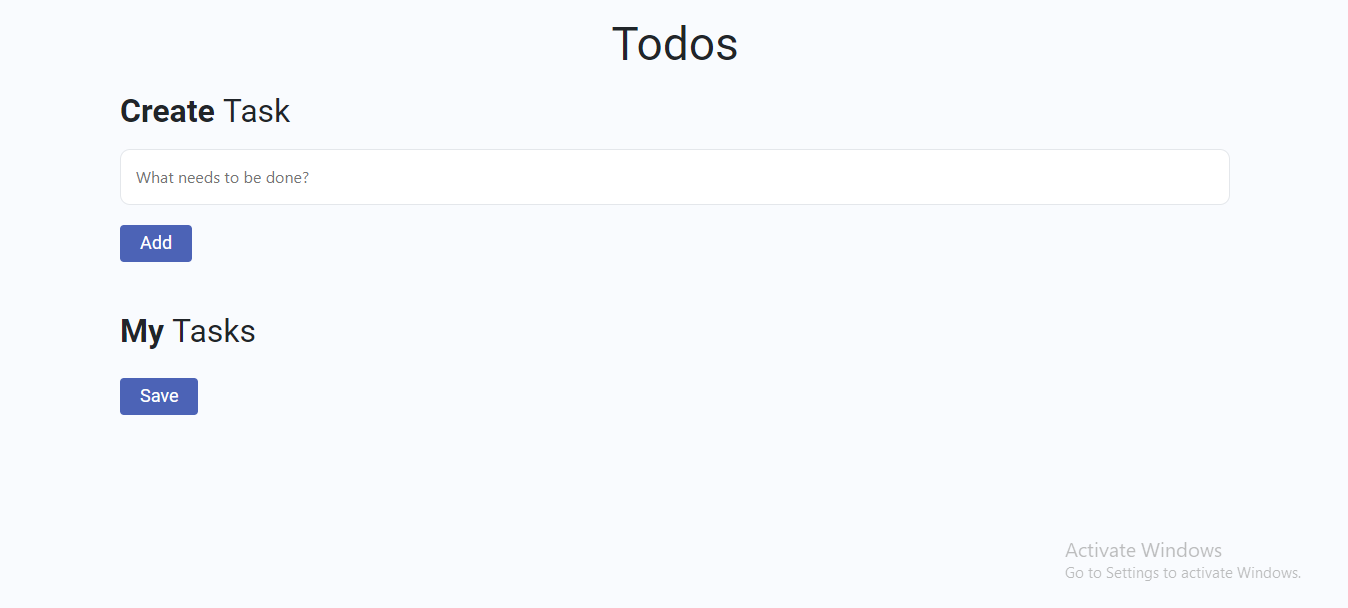 Todos
Create Task
What needs to be done?
Add
My Tasks
Save
Activate Windows
Go to Settings to activate Windows.